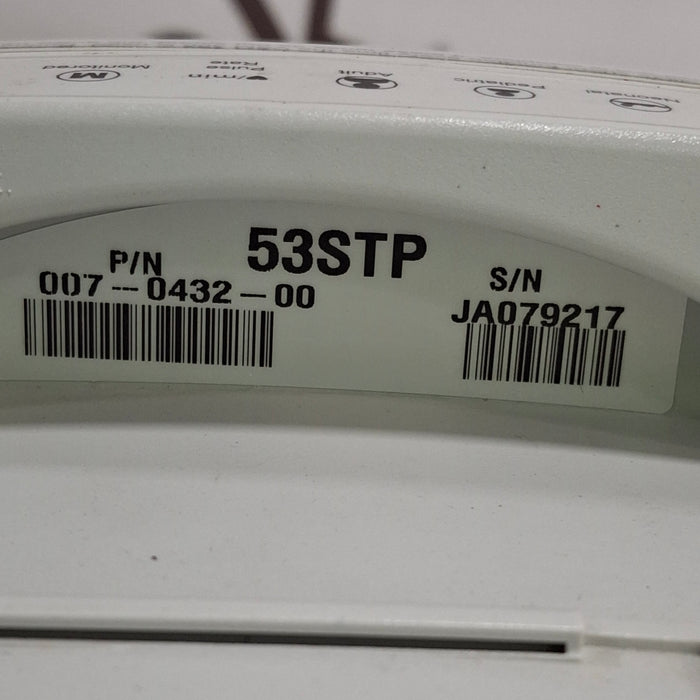 Monitored
M
Pulse
Rate
♥/min
Adult
Pediatric
Neonatal
53STP
P/N
007-0432-00
S/N
JA079217